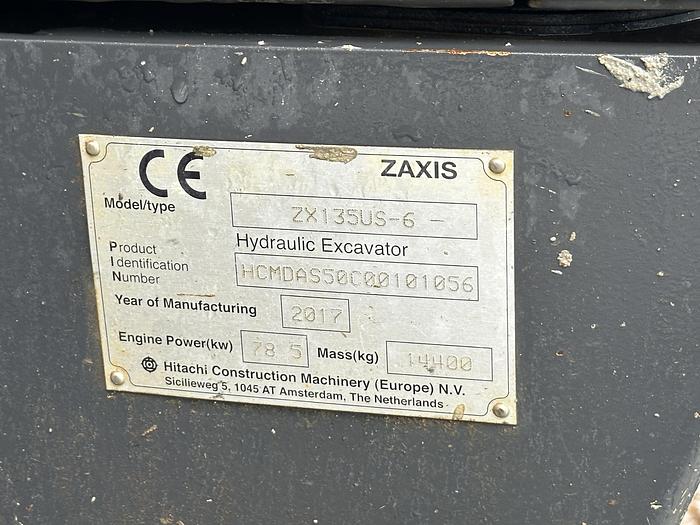 CE ZAXIS
Model/type ZX135US-6 -
Hydraulic Excavator
Product
Identification HCMDAS50C00101056
Number
Year of Manufacturing 2017
Engine Power(kw) 78.5 Mass(kg) 14400
Hitachi Construction Machinery (Europe) N.V.
Sicilieweg 5, 1045 AT Amsterdam, The Netherlands